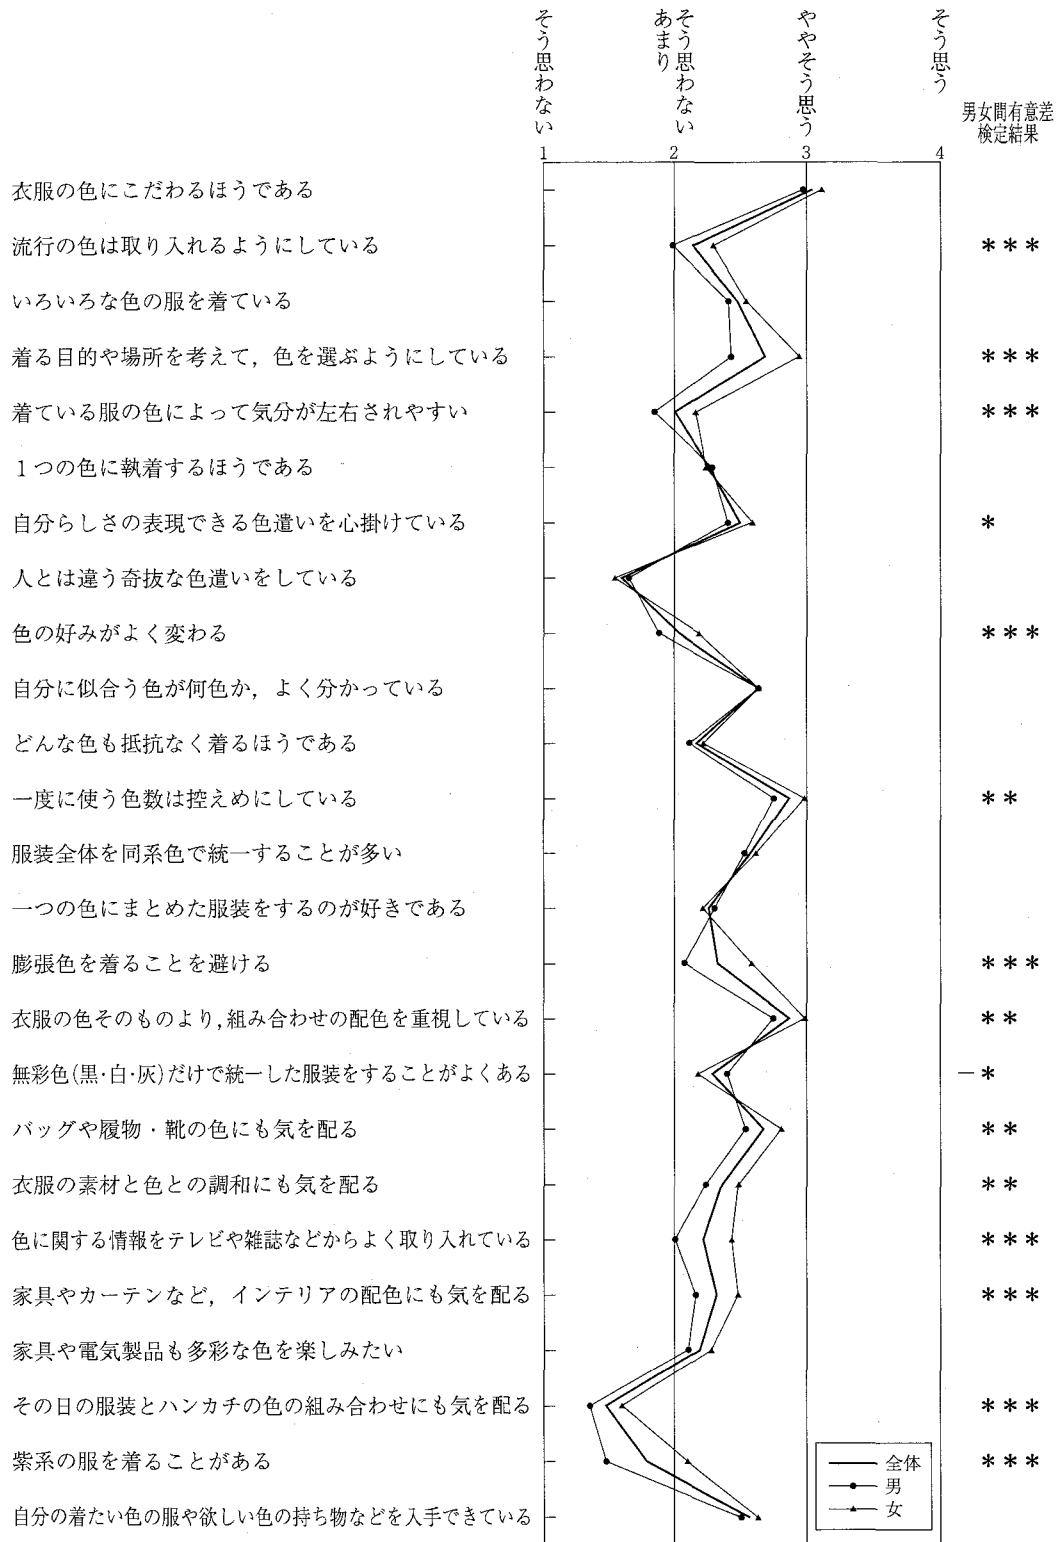 そう思わない
あまり
そう思わない
ややそう思う
そう思う
男女間有意差
検定結果
1 2 3 4
衣服の色にこだわるほうである
流行の色は取り入れるようにしている ***
いろいろな色の服を着ている
着る目的や場所を考えて，色を選ぶようにしている ***
着ている服の色によって気分が左右されやすい ***
1つの色に執着するほうである
自分らしさの表現できる色遣いを心掛けている *
人とは違う奇抜な色遣いをしている
色の好みがよく変わる ***
自分に似合う色が何色か，よく分かっている
どんな色も抵抗なく着るほうである
一度に使う色数は控えめにしている **
服装全体を同系色で統一することが多い
一つの色にまとめた服装をするのが好きである
膨張色を着ることを避ける ***
衣服の色そのものより,組み合わせの配色を重視している **
無彩色(黒·白·灰)だけで統一した服装をすることがよくある －*
バッグや履物・靴の色にも気を配る **
衣服の素材と色との調和にも気を配る **
色に関する情報をテレビや雑誌などからよく取り入れている ***
家具やカーテンなど，インテリアの配色にも気を配る ***
家具や電気製品も多彩な色を楽しみたい
その日の服装とハンカチの色の組み合わせにも気を配る ***
紫系の服を着ることがある ***
自分の着たい色の服や欲しい色の持ち物などを入手できている
全体
男
女